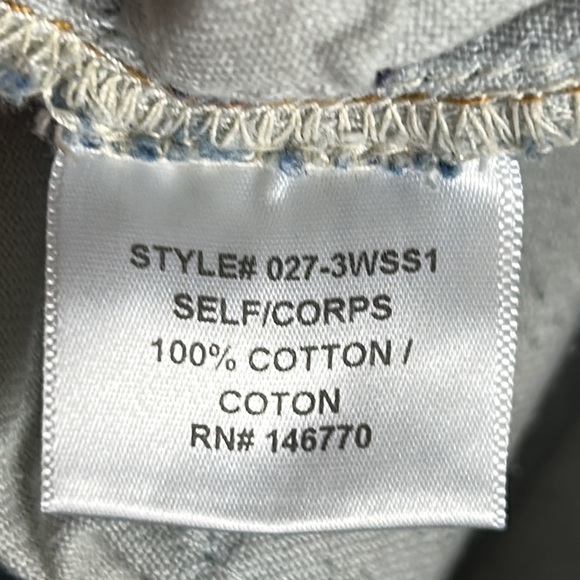 STYLE# 027-3WSS1
SELF/CORPS
100% COTTON /
COTON
RN# 146770